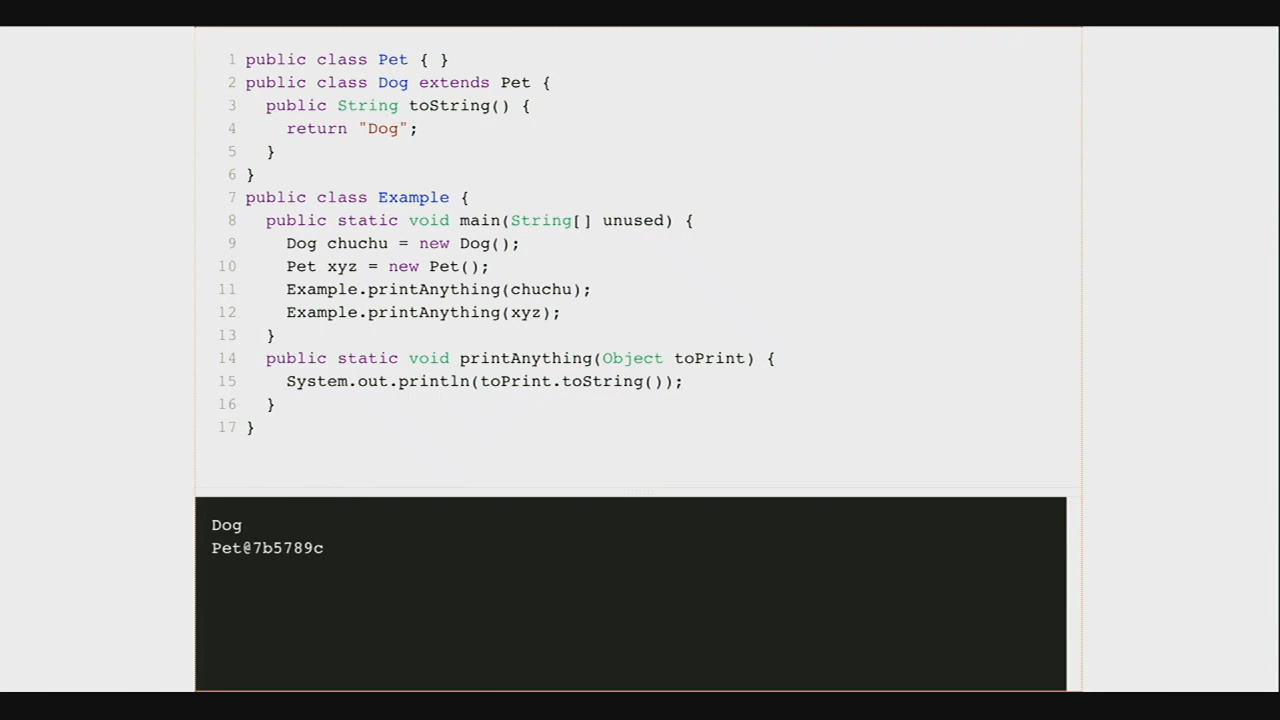 1 public class Pet { }
2 public class Dog extends Pet {
3   public String toString() {
4     return "Dog";
5   }
6 }
7 public class Example {
8   public static void main(String[] unused) {
9     Dog chuchu = new Dog();
10     Pet xyz = new Pet();
11     Example.printAnything(chuchu);
12     Example.printAnything(xyz);
13   }
14   public static void printAnything(Object toPrint) {
15     System.out.println(toPrint.toString());
16   }
17 }
Dog
Pet@7b5789c